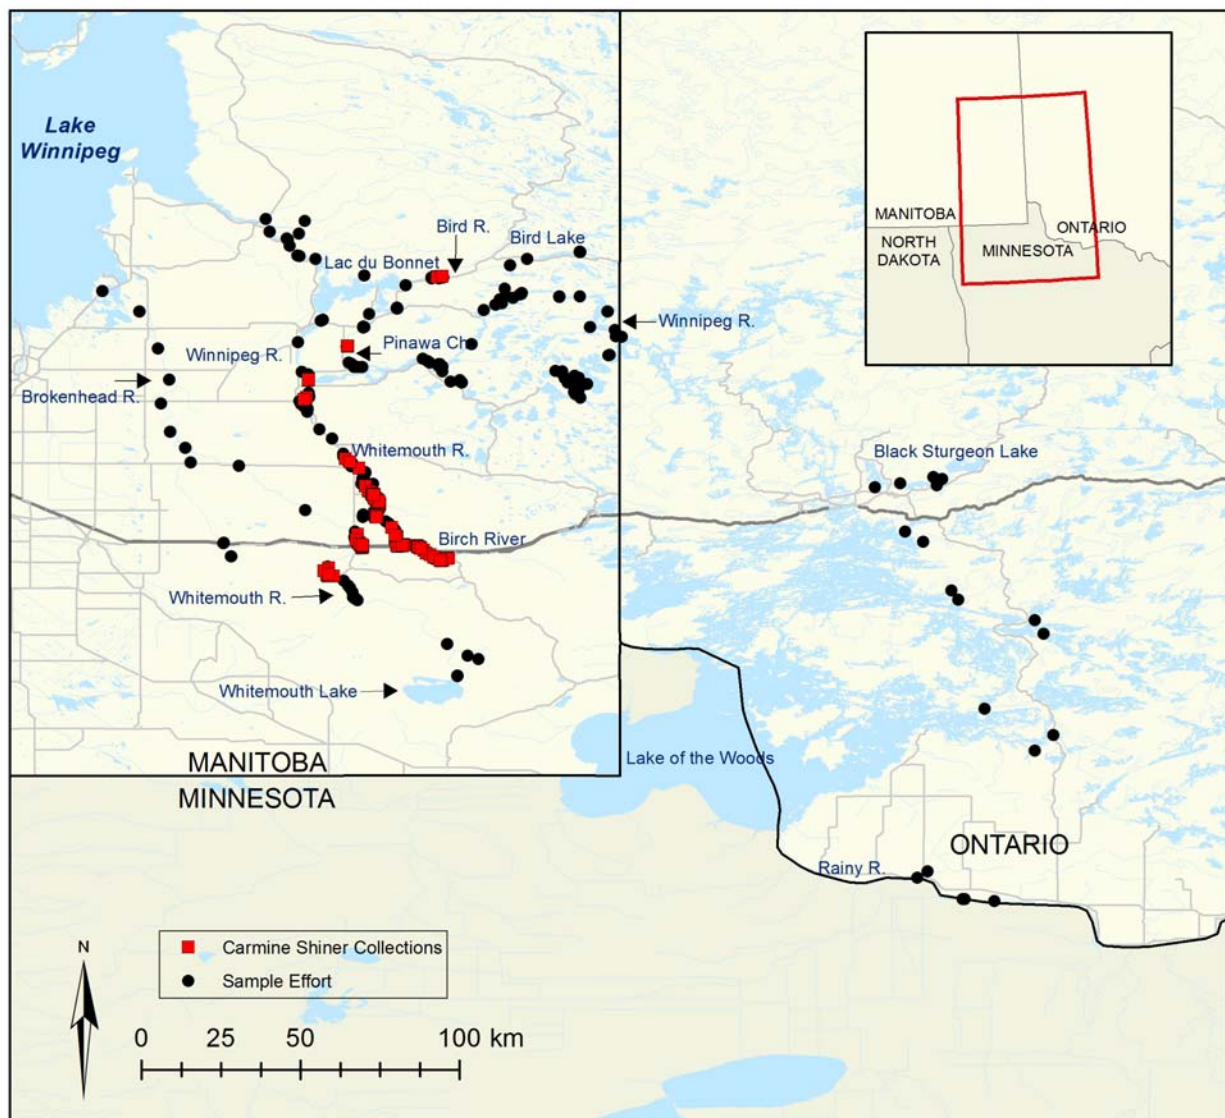 Lake
Winnipeg
MANITOBA
ONTARIO
NORTH
DAKOTA
MINNESOTA
Bird R.
Bird Lake
Lac du Bonnet
Winnipeg R.
Pinawa Ch.
Winnipeg R.
Brokenhead R.
Whitemouth R.
Black Sturgeon Lake
Birch River
Whitemouth R.
Whitemouth Lake
Lake of the Woods
MANITOBA
MINNESOTA
ONTARIO
Rainy R.
N
Carmine Shiner Collections
Sample Effort
0 25 50 100 km